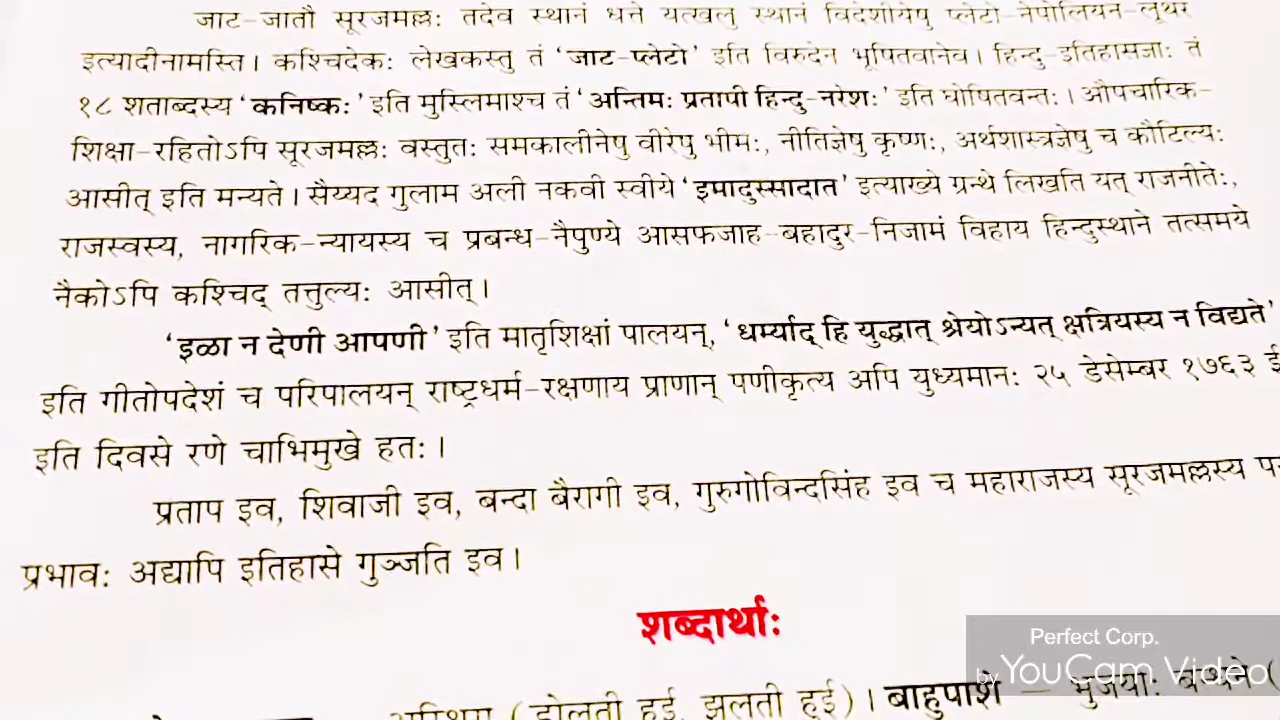 जाट-जातौ सूरजमल्लः तदेव स्थानं धत्ते यत्खलु स्थानं विदेशीयेषु प्लेटो-नेपोलियन-लूथर
इत्यादीनामस्ति। कश्चिदेकः लेखकस्तु तं 'जाट-प्लेटो' इति विरुदेन भूषितवानेव। हिन्दु-इतिहासज्ञाः तं
१८ शताब्दस्य 'कनिष्कः' इति मुस्लिमाश्च तं 'अन्तिमः प्रतापी हिन्दु-नरेशः' इति घोषितवन्तः। औपचारिक-
शिक्षा-रहितोऽपि सूरजमल्लः वस्तुतः समकालीनेषु वीरेषु भीमः, नीतिज्ञेषु कृष्णः, अर्थशास्त्रज्ञेषु च कौटिल्यः
आसीत् इति मन्यते। सैय्यद गुलाम अली नकवी स्वीये 'इमादुस्सादात' इत्याख्ये ग्रन्थे लिखति यत् राजनीतेः,
राजस्वस्य, नागरिक-न्यायस्य च प्रबन्ध-नैपुण्ये आसफजाह-बहादुर-निजामं विहाय हिन्दुस्थाने तत्समये
नैकोऽपि कश्चिद् तत्तुल्यः आसीत्।
'इळा न देणी आपणी' इति मातृशिक्षां पालयन्, 'धर्म्याद् हि युद्धात् श्रेयोऽन्यत् क्षत्रियस्य न विद्यते'
इति गीतोपदेशं च परिपालयन् राष्ट्रधर्म-रक्षणाय प्राणान् पणीकृत्य अपि युध्यमानः २५ डेसेम्बर १७६३ ई
इति दिवसे रणे चाभिमुखे हतः।
प्रताप इव, शिवाजी इव, बन्दा बैरागी इव, गुरुगोविन्दसिंह इव च महाराजस्य सूरजमल्लस्य
प्रभावः अद्यापि इतिहासे गुञ्जति इव।
शब्दार्थाः
(डोलती हुई, झूलती हुई)। बाहुपाशे —
Perfect Corp.
by YouCam Video